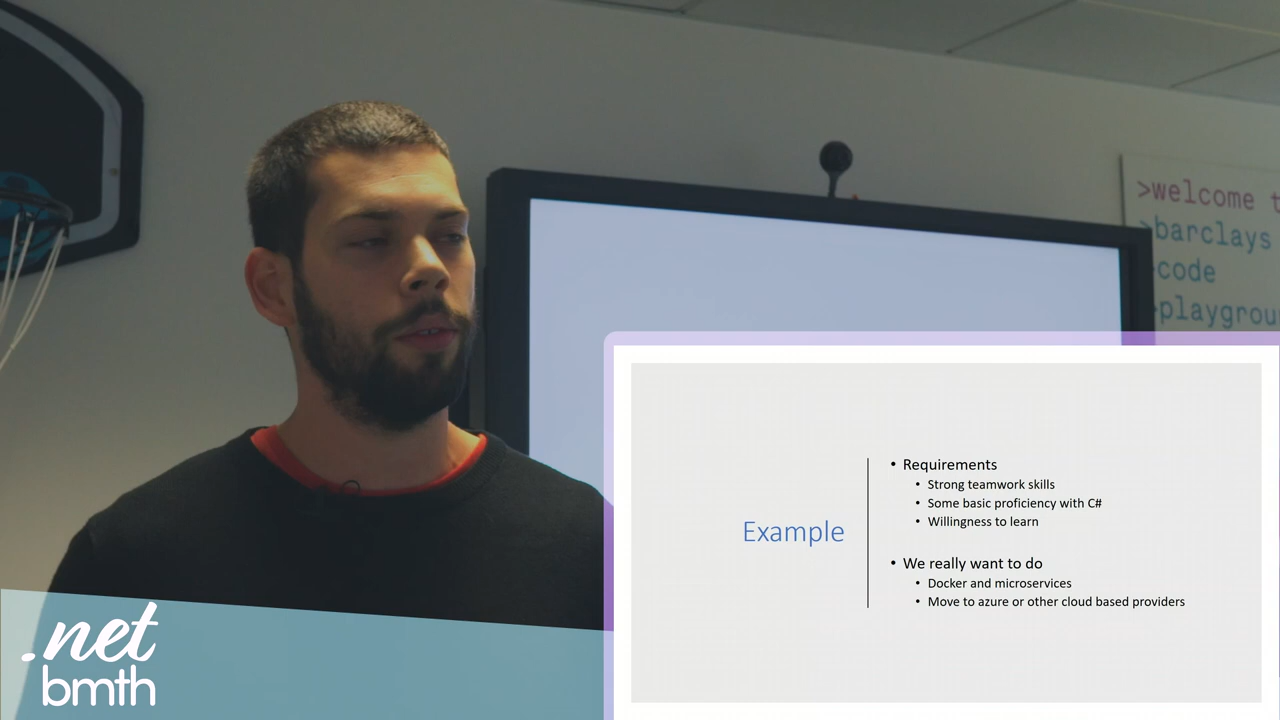 >welcome t
>barclays
>code
>playgrou
Example
• Requirements
• Strong teamwork skills
• Some basic proficiency with C#
• Willingness to learn
• We really want to do
• Docker and microservices
• Move to azure or other cloud based providers
.net
bmth